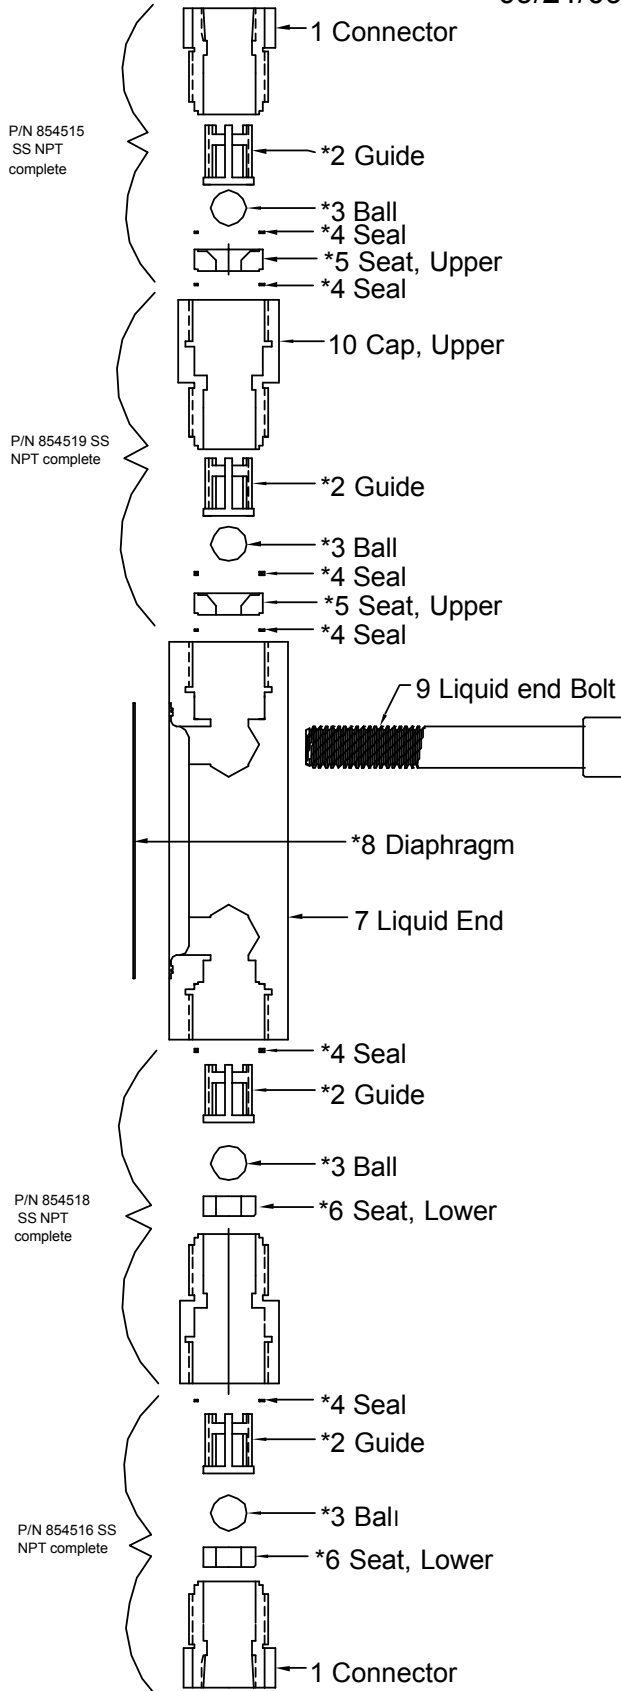 1 Connector
P/N 854515
SS NPT
complete
*2 Guide
*3 Ball
*4 Seal
*5 Seat, Upper
*4 Seal
10 Cap, Upper
P/N 854519 SS
NPT complete
*2 Guide
*3 Ball
*4 Seal
*5 Seat, Upper
*4 Seal
9 Liquid end Bolt
*8 Diaphragm
7 Liquid End
*4 Seal
*2 Guide
*3 Ball
P/N 854518
SS NPT
complete
*6 Seat, Lower
*4 Seal
*2 Guide
*3 Ball
P/N 854516 SS
NPT complete
*6 Seat, Lower
1 Connector